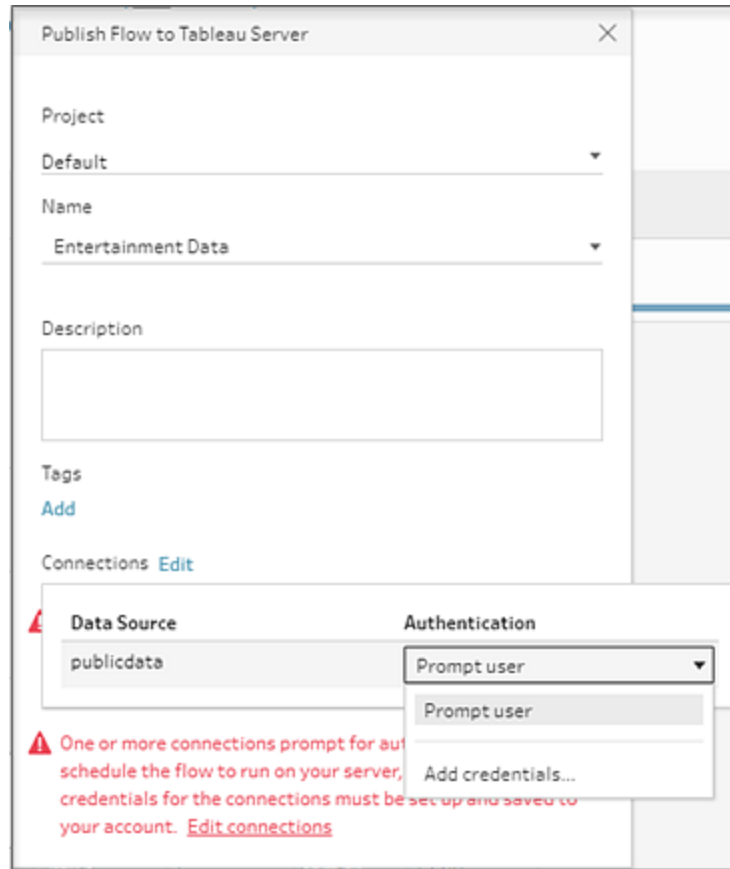 Publish Flow to Tableau Server
Project
Default
Name
Entertainment Data
Description
Tags
Add
Connections Edit
Data Source Authentication
publicdata Prompt user
Prompt user
Add credentials...
One or more connections prompt for
schedule the flow to run on your server,
credentials for the connections must be set up and saved to
your account. Edit connections